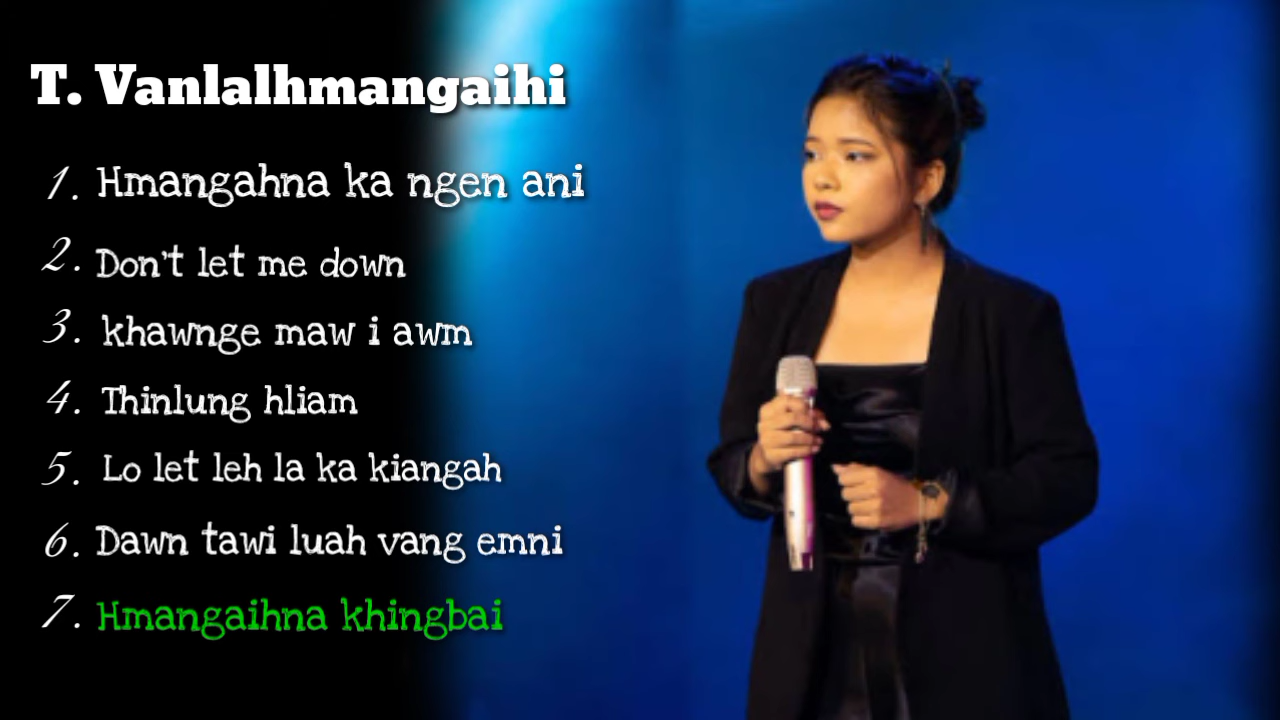 T. Vanlalhmangaihi
1. Hmangahna ka ngen ani
2. Don't let me down
3. khawnge maw i awm
4. Thinlung hliam
5. Lo let leh la ka kiangah
6. Dawn tawi luah vang emni
7. Hmangaihna khingbai